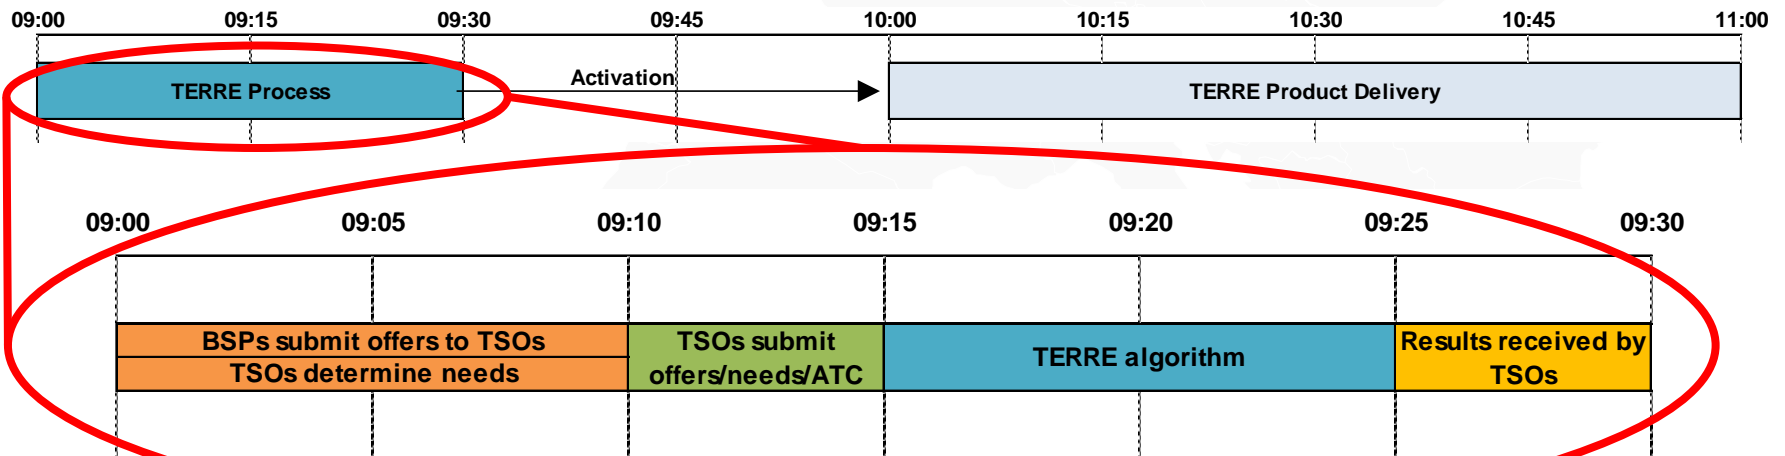 09:00 09:15 09:30 09:45 10:00 10:15 10:30 10:45 11:00
TERRE Process
Activation
TERRE Product Delivery
09:00 09:05 09:10 09:15 09:20 09:25 09:30
BSPs submit offers to TSOs
TSOs determine needs
TSOs submit
offers/needs/ATC
TERRE algorithm
Results received by
TSOs